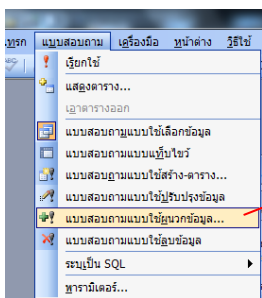 แบบสอบถาม เครื่องมือ หน้าต่าง วิธีใช้
เรียกใช้
แสดงตาราง...
เอาตารางออก
แบบสอบถามแบบใช้เลือกข้อมูล
แบบสอบถามแบบแท็บไขว้
แบบสอบถามแบบใช้สร้าง-ตาราง...
แบบสอบถามแบบใช้ปรับปรุงข้อมูล
แบบสอบถามแบบใช้ผนวกข้อมูล...
แบบสอบถามแบบใช้ลบข้อมูล
ระบุเป็น SQL
พารามิเตอร์...